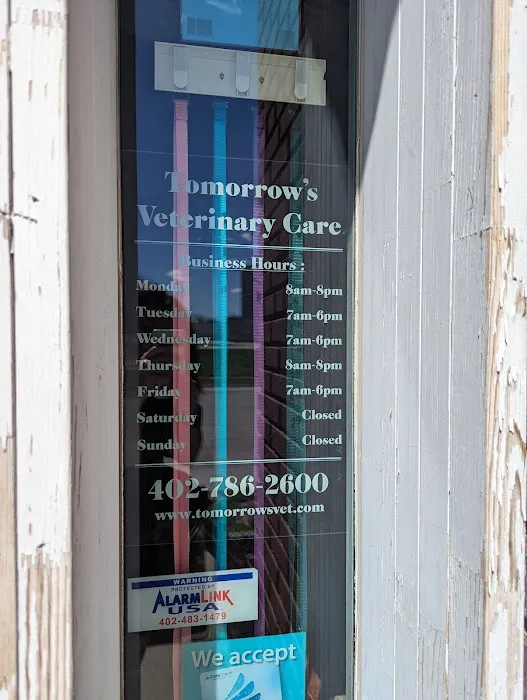 Tomorrow's
Veterinary Care
Business Hours :
Monday 8am-8pm
Tuesday 7am-6pm
Wednesday 7am-6pm
Thursday 8am-8pm
Friday 7am-6pm
Saturday Closed
Sunday Closed
402-786-2600
www.tomorrowsvet.com
WARNING
PROTECTED BY
ALARMLINK
USA
402-483-1479
We accept